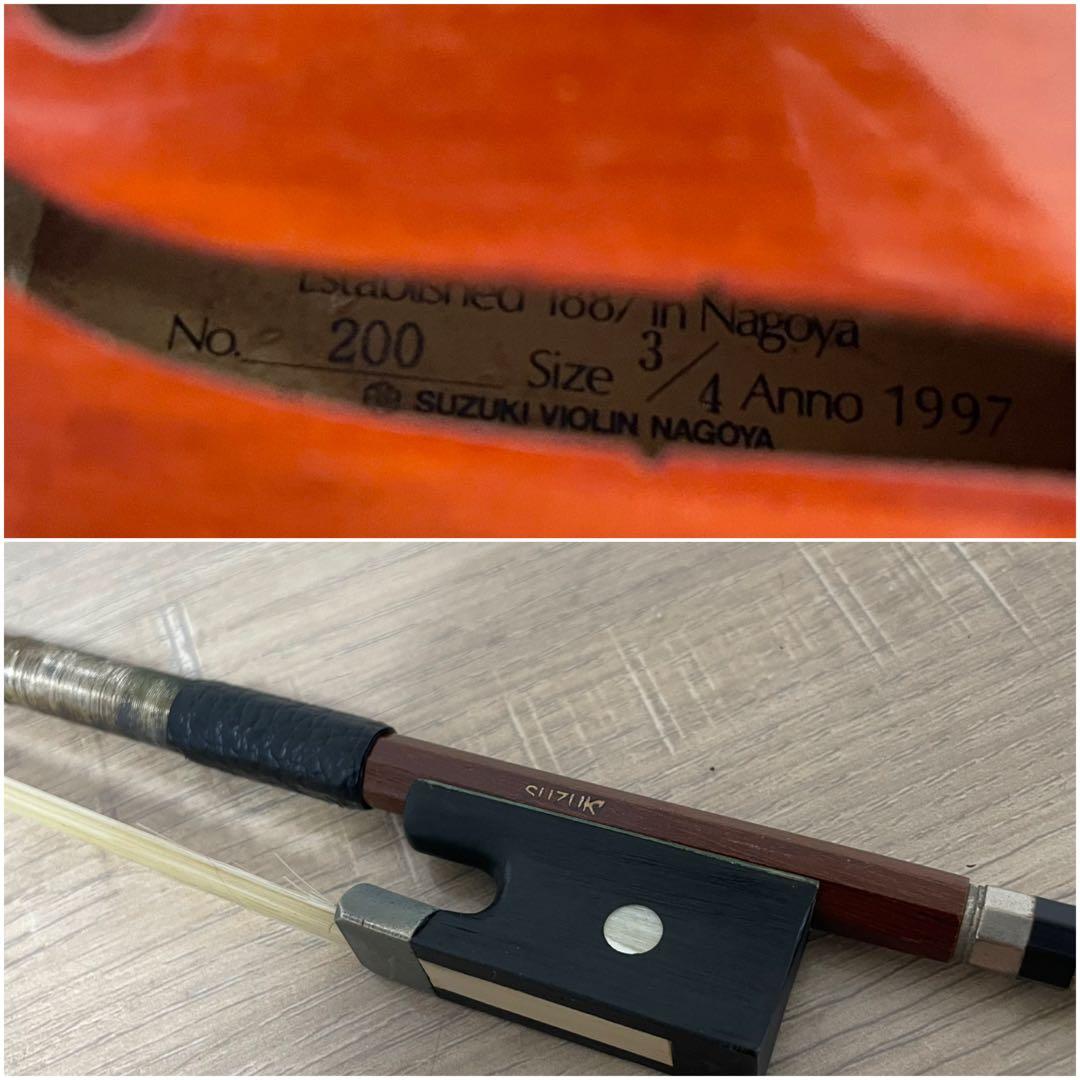 Established 1887 in Nagoya
No. 200 Size 3/4 Anno 1997
SUZUKI VIOLIN NAGOYA
SUZUKI